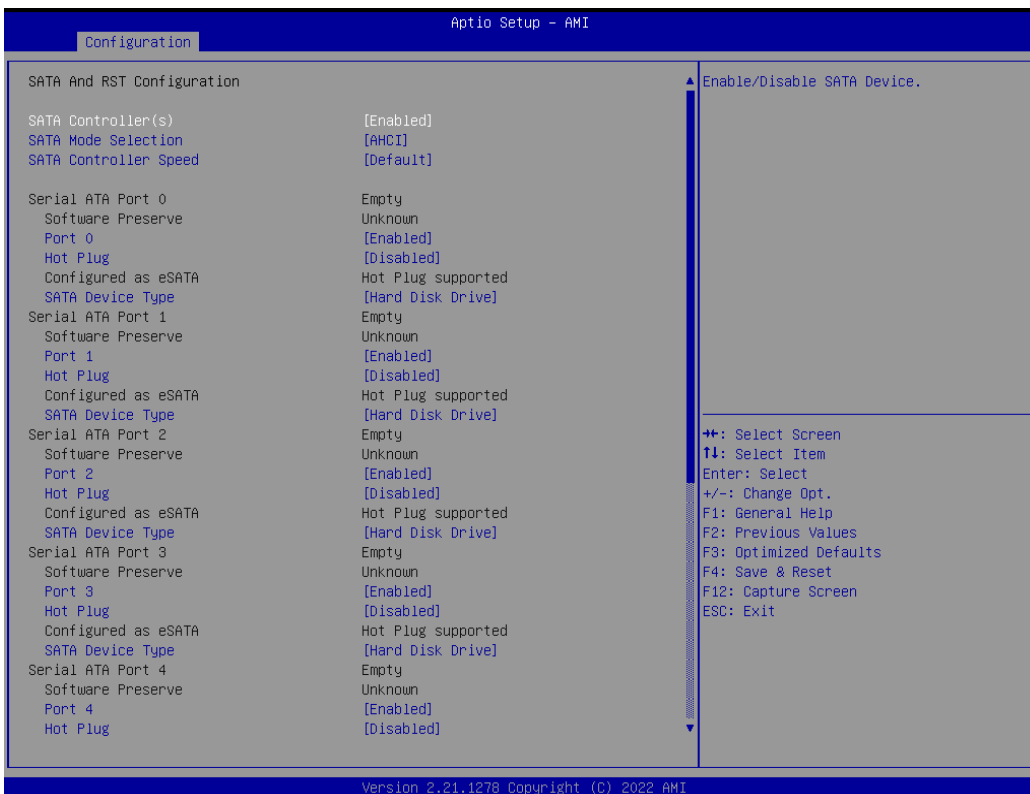 Aptio Setup – AMI
Configuration
SATA And RST Configuration
SATA Controller(s) [Enabled]
SATA Mode Selection [AHCI]
SATA Controller Speed [Default]
Serial ATA Port 0 Empty
Software Preserve Unknown
Port 0 [Enabled]
Hot Plug [Disabled]
Configured as eSATA Hot Plug supported
SATA Device Type [Hard Disk Drive]
Serial ATA Port 1 Empty
Software Preserve Unknown
Port 1 [Enabled]
Hot Plug [Disabled]
Configured as eSATA Hot Plug supported
SATA Device Type [Hard Disk Drive]
Serial ATA Port 2 Empty
Software Preserve Unknown
Port 2 [Enabled]
Hot Plug [Disabled]
Configured as eSATA Hot Plug supported
SATA Device Type [Hard Disk Drive]
Serial ATA Port 3 Empty
Software Preserve Unknown
Port 3 [Enabled]
Hot Plug [Disabled]
Configured as eSATA Hot Plug supported
SATA Device Type [Hard Disk Drive]
Serial ATA Port 4 Empty
Software Preserve Unknown
Port 4 [Enabled]
Hot Plug [Disabled]
Enable/Disable SATA Device.
→←: Select Screen
↑↓: Select Item
Enter: Select
+/-: Change Opt.
F1: General Help
F2: Previous Values
F3: Optimized Defaults
F4: Save & Reset
F12: Capture Screen
ESC: Exit
Version 2.21.1278 Copyright (C) 2022 AMI